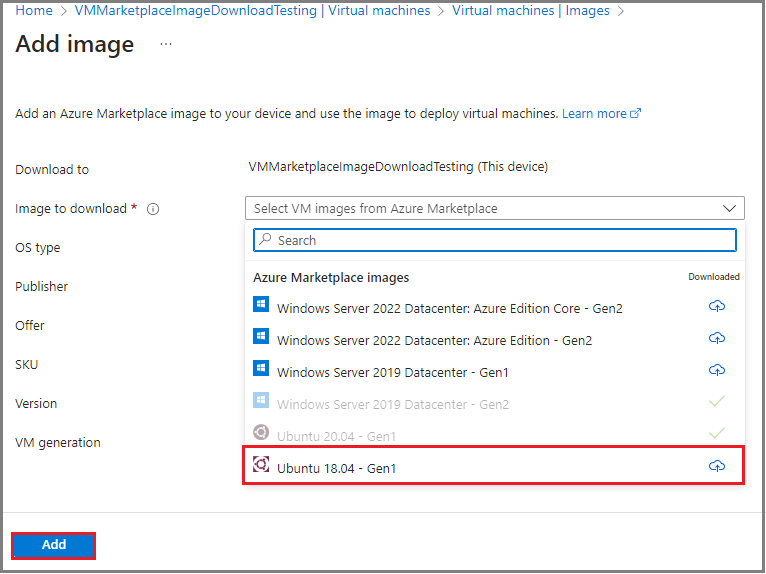 Home > VMMarketplaceImageDownloadTesting | Virtual machines > Virtual machines | Images >
Add image ...
Add an Azure Marketplace image to your device and use the image to deploy virtual machines. Learn more
Download to VMMarketplaceImageDownloadTesting (This device)
Image to download * Select VM images from Azure Marketplace
Search
OS type
Azure Marketplace images Downloaded
Publisher
Windows Server 2022 Datacenter: Azure Edition Core - Gen2
Offer
Windows Server 2022 Datacenter: Azure Edition - Gen2
SKU
Windows Server 2019 Datacenter - Gen1
Version
Windows Server 2019 Datacenter - Gen2
VM generation
Ubuntu 20.04 - Gen1
Ubuntu 18.04 - Gen1
Add